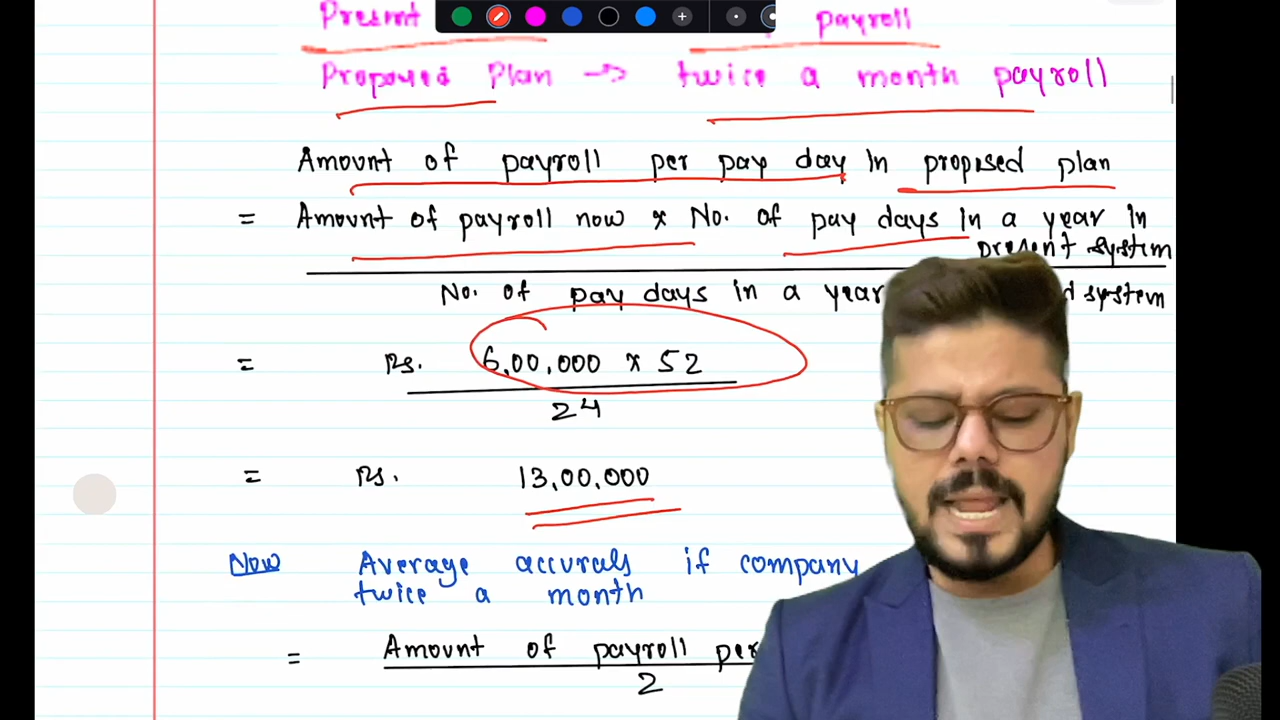 Present payroll
Proposed Plan → twice a month payroll
Amount of payroll per pay day In proposed plan
= Amount of payroll now × No. of pay days In a year In
present system
No. of pay days in a year d system
= Rs. 6,00,000 × 52
24
= Rs. 13,00,000
Now Average accurals if company
twice a month
= Amount of payroll per
2